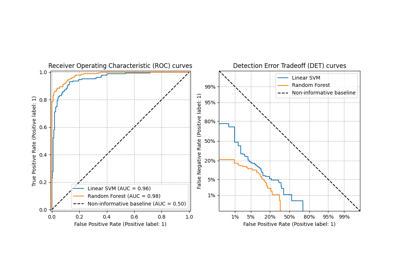 Receiver Operating Characteristic (ROC) curves
True Positive Rate (Positive label: 1)
1.0
0.8
0.6
0.4
0.2
0.0
Linear SVM (AUC = 0.96)
Random Forest (AUC = 0.98)
Non-informative baseline (AUC = 0.50)
0.0 0.2 0.4 0.6 0.8 1.0
False Positive Rate (Positive label: 1)
Detection Error Tradeoff (DET) curves
False Negative Rate (Positive label: 1)
Linear SVM
Random Forest
Non-informative baseline
99%
95%
80%
50%
20%
5%
1%
1% 5% 20% 50% 80% 95% 99%
False Positive Rate (Positive label: 1)